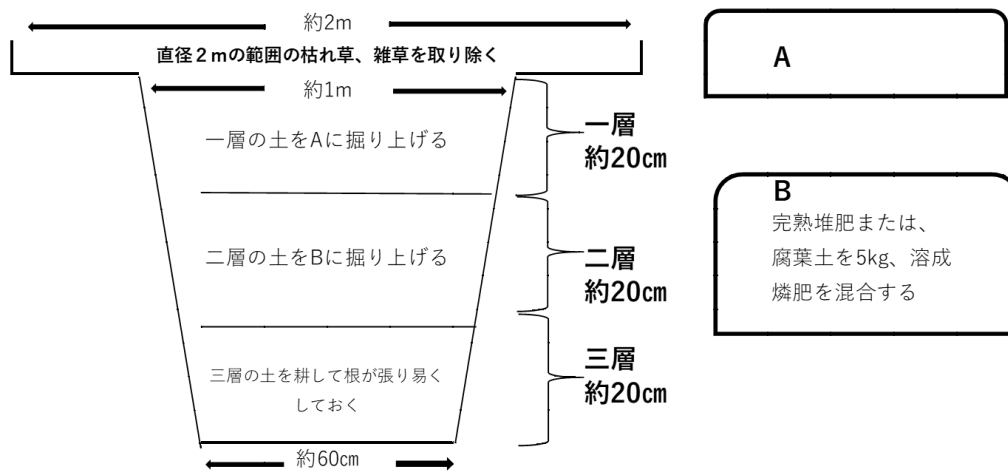 約2m
直径２ｍの範囲の枯れ草、雑草を取り除く
約1m
一層の土をAに掘り上げる
一層
約20㎝
二層の土をBに掘り上げる
二層
約20㎝
三層の土を耕して根が張り易く
しておく
三層
約20㎝
約60㎝
A
B
完熟堆肥または、
腐葉土を5kg、溶成
燐肥を混合する